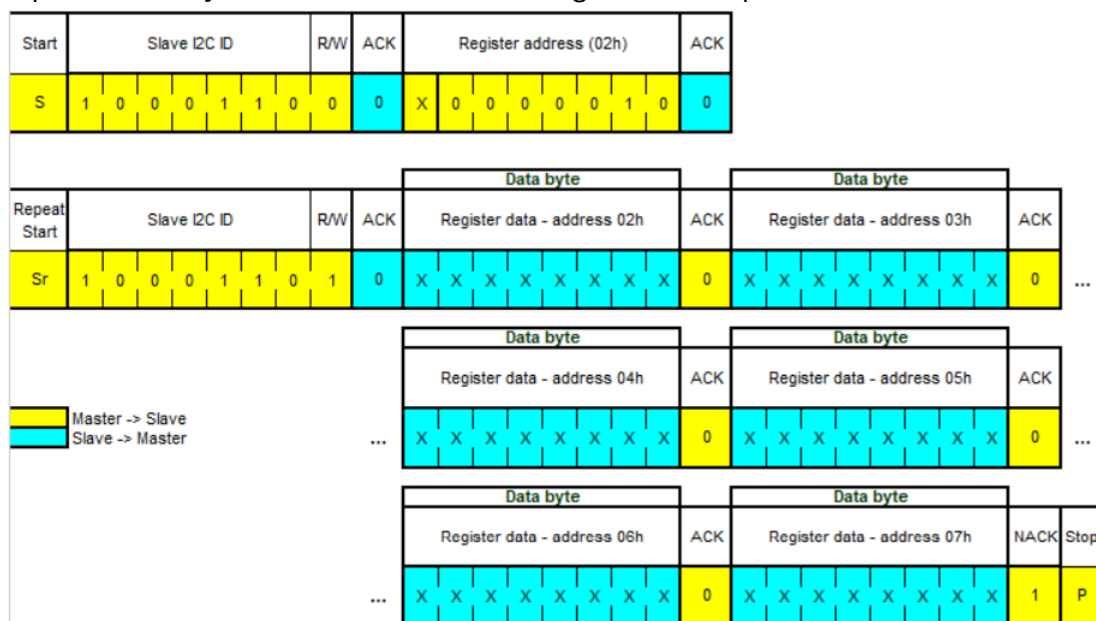 Start Slave I2C ID R/W ACK Register address (02h) ACK
S 1 0 0 0 1 1 0 0 0 X 0 0 0 0 0 1 0 0
Data byte Data byte
Repeat Start Slave I2C ID R/W ACK Register data - address 02h ACK Register data - address 03h ACK
Sr 1 0 0 0 1 1 0 1 0 X X X X X X X X 0 X X X X X X X X 0 ...
Data byte Data byte
Register data - address 04h ACK Register data - address 05h ACK
Master -> Slave
Slave -> Master
... X X X X X X X X 0 X X X X X X X X 0 ...
Data byte Data byte
Register data - address 06h ACK Register data - address 07h NACK Stop
... X X X X X X X X 0 X X X X X X X X 1 P